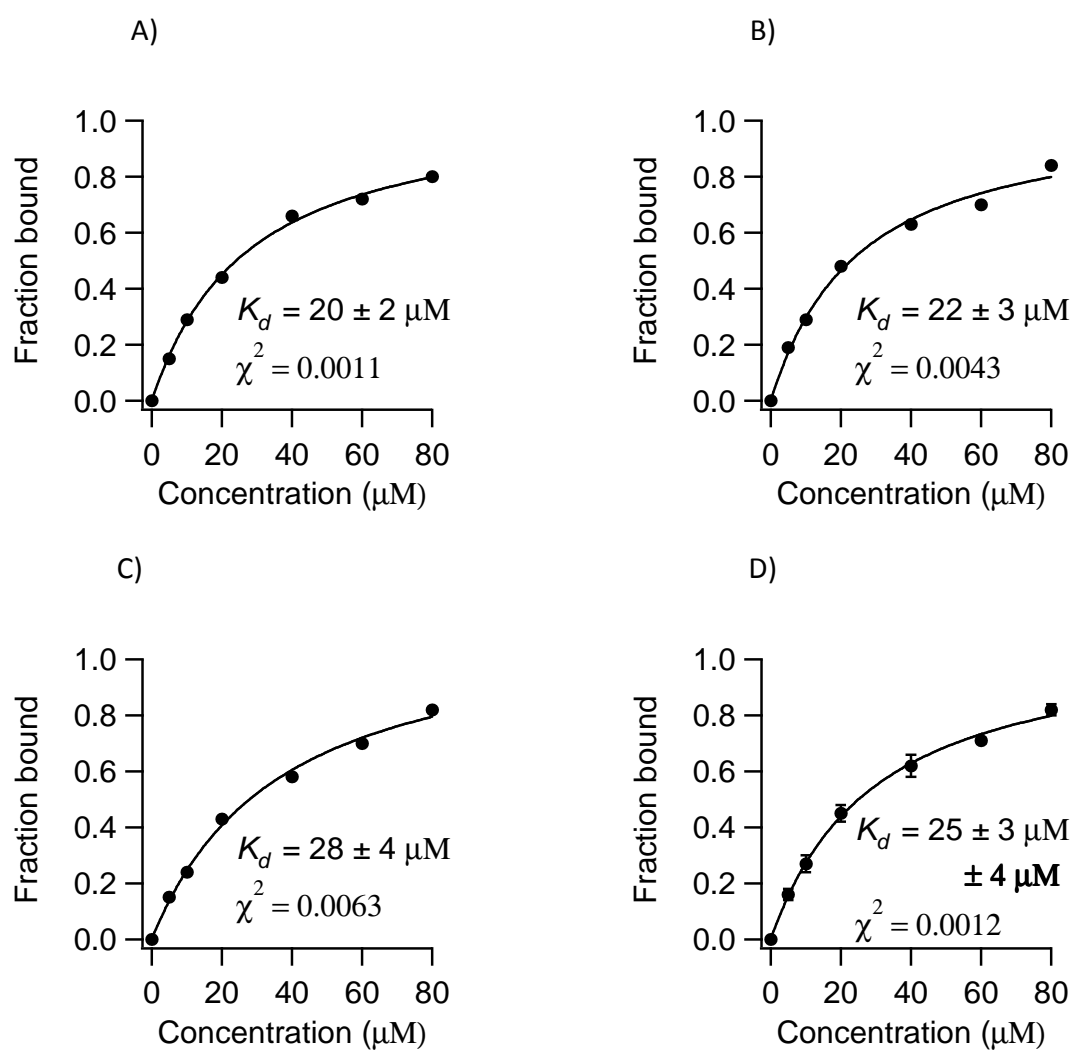 A)
Fraction bound
1.0
0.8
0.6
0.4
0.2
0.0
K_d = 20 ± 2 μM
χ² = 0.0011
0 20 40 60 80
Concentration (μM)
B)
Fraction bound
1.0
0.8
0.6
0.4
0.2
0.0
K_d = 22 ± 3 μM
χ² = 0.0043
0 20 40 60 80
Concentration (μM)
C)
Fraction bound
1.0
0.8
0.6
0.4
0.2
0.0
K_d = 28 ± 4 μM
χ² = 0.0063
0 20 40 60 80
Concentration (μM)
D)
Fraction bound
1.0
0.8
0.6
0.4
0.2
0.0
K_d = 25 ± 3 μM
± 4 μM
χ² = 0.0012
0 20 40 60 80
Concentration (μM)